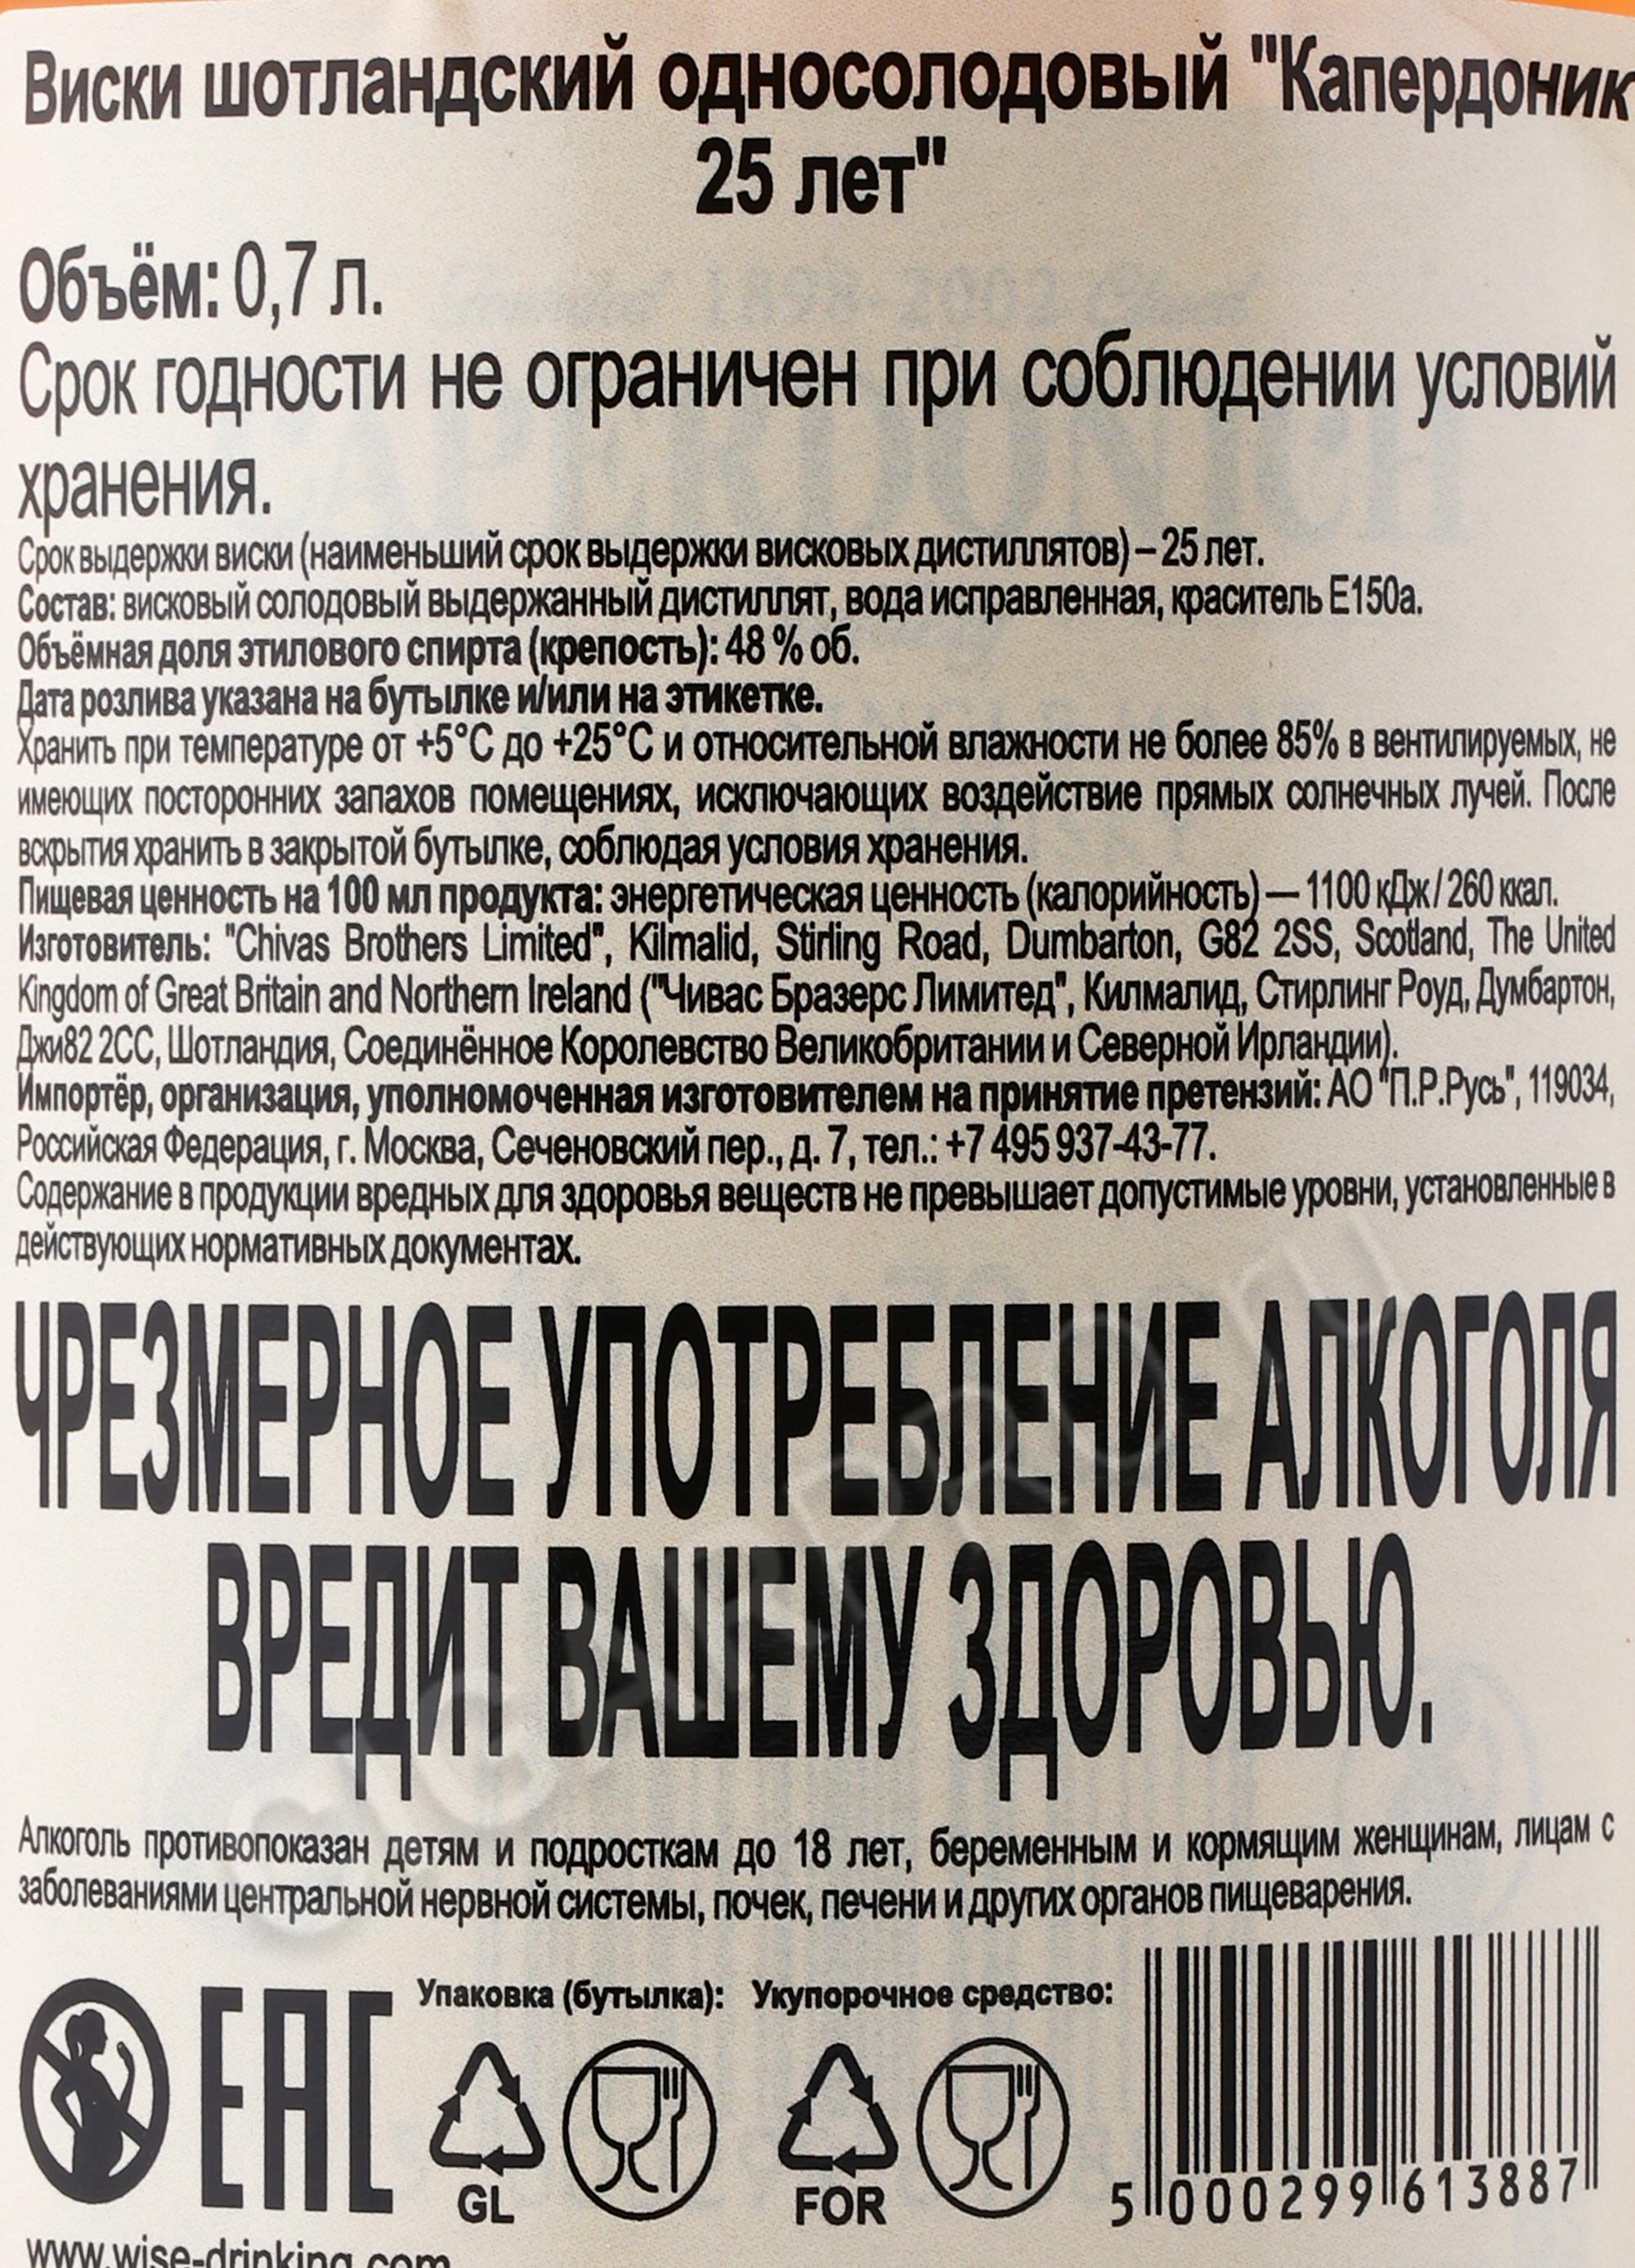 Виски шотландский односолодовый "Капердоник
25 лет"
Объём: 0,7 л.
Срок годности не ограничен при соблюдении условий
хранения.
Срок выдержки виски (наименьший срок выдержки висковых дистиллятов) – 25 лет.
Состав: висковый солодовый выдержанный дистиллят, вода исправленная, краситель Е150а.
Объёмная доля этилового спирта (крепость): 48 % об.
Дата розлива указана на бутылке и/или на этикетке.
Хранить при температуре от +5°С до +25°С и относительной влажности не более 85% в вентилируемых, не
имеющих посторонних запахов помещениях, исключающих воздействие прямых солнечных лучей. После
вскрытия хранить в закрытой бутылке, соблюдая условия хранения.
Пищевая ценность на 100 мл продукта: энергетическая ценность (калорийность) — 1100 кДж / 260 ккал.
Изготовитель: "Chivas Brothers Limited", Kilmalid, Stirling Road, Dumbarton, G82 2SS, Scotland, The United
Kingdom of Great Britain and Northern Ireland ("Чивас Бразерс Лимитед", Килмалид, Стирлинг Роуд, Думбартон,
Джи82 2СС, Шотландия, Соединённое Королевство Великобритании и Северной Ирландии).
Импортёр, организация, уполномоченная изготовителем на принятие претензий: АО "П.Р.Русь", 119034,
Российская Федерация, г. Москва, Сеченовский пер., д. 7, тел.: +7 495 937-43-77.
Содержание в продукции вредных для здоровья веществ не превышает допустимые уровни, установленные в
действующих нормативных документах.
ЧРЕЗМЕРНОЕ УПОТРЕБЛЕНИЕ АЛКОГОЛЯ
ВРЕДИТ ВАШЕМУ ЗДОРОВЬЮ.
Алкоголь противопоказан детям и подросткам до 18 лет, беременным и кормящим женщинам, лицам с
заболеваниями центральной нервной системы, почек, печени и других органов пищеварения.
Упаковка (бутылка): Укупорочное средство:
EAC
GL FOR
5 000299 613887
www.wise-drinking.com